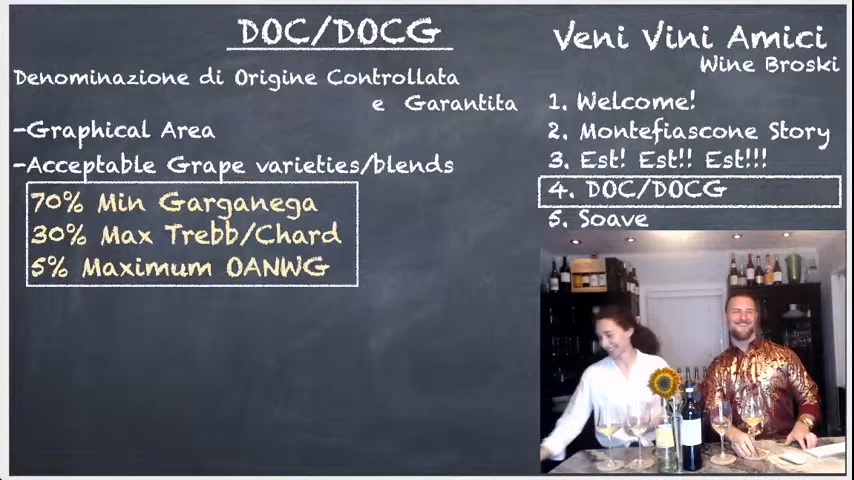 DOC/DOCG
Denominazione di Origine Controllata
e Garantita
-Graphical Area
-Acceptable Grape varieties/blends
70% Min Garganega
30% Max Trebb/Chard
5% Maximum OANWG
Veni Vini Amici
Wine Broski
1. Welcome!
2. Montefiascone Story
3. Est! Est!! Est!!!
4. DOC/DOCG
5. Soave